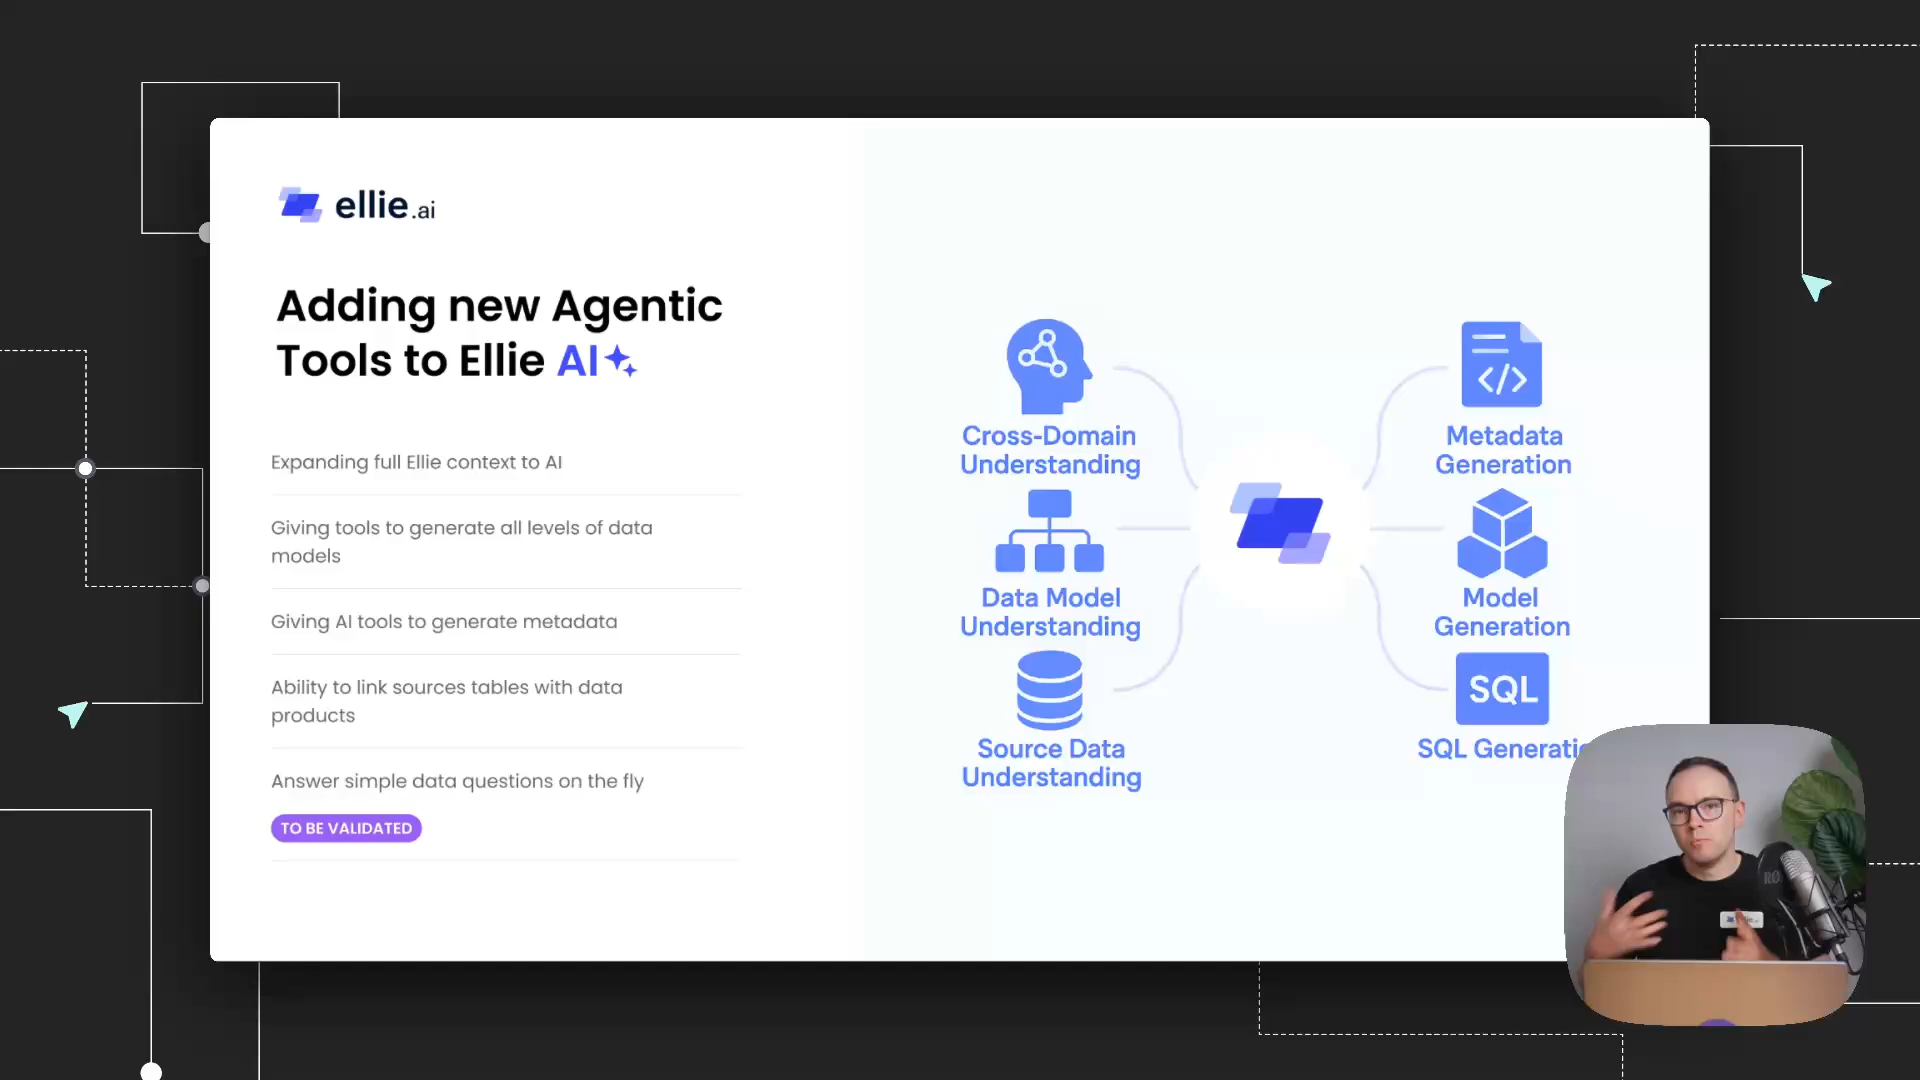 ellie.ai
Adding new Agentic
Tools to Ellie AI
Expanding full Ellie context to AI
Giving tools to generate all levels of data
models
Giving AI tools to generate metadata
Ability to link sources tables with data
products
Answer simple data questions on the fly
TO BE VALIDATED
Cross-Domain
Understanding
Data Model
Understanding
Source Data
Understanding
Metadata
Generation
Model
Generation
SQL
SQL Generati